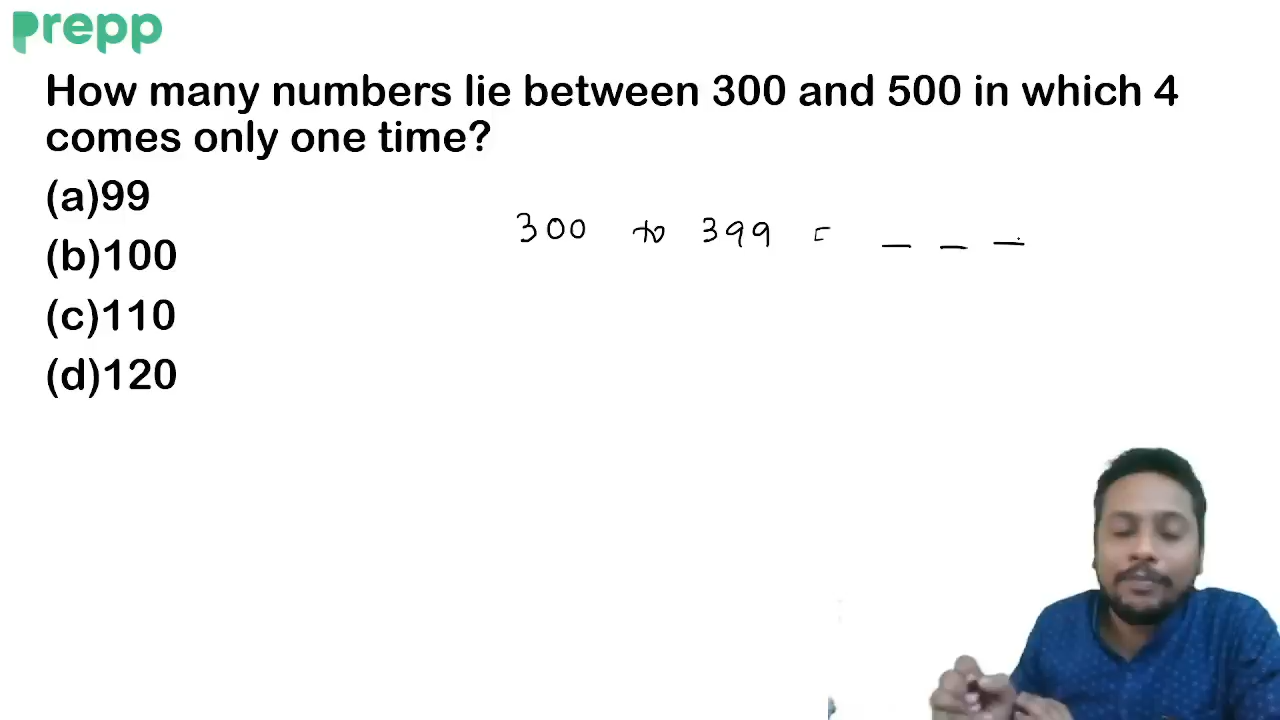 prepp
How many numbers lie between 300 and 500 in which 4
comes only one time?
(a)99
(b)100
(c)110
(d)120
300 to 399 = _ _ _